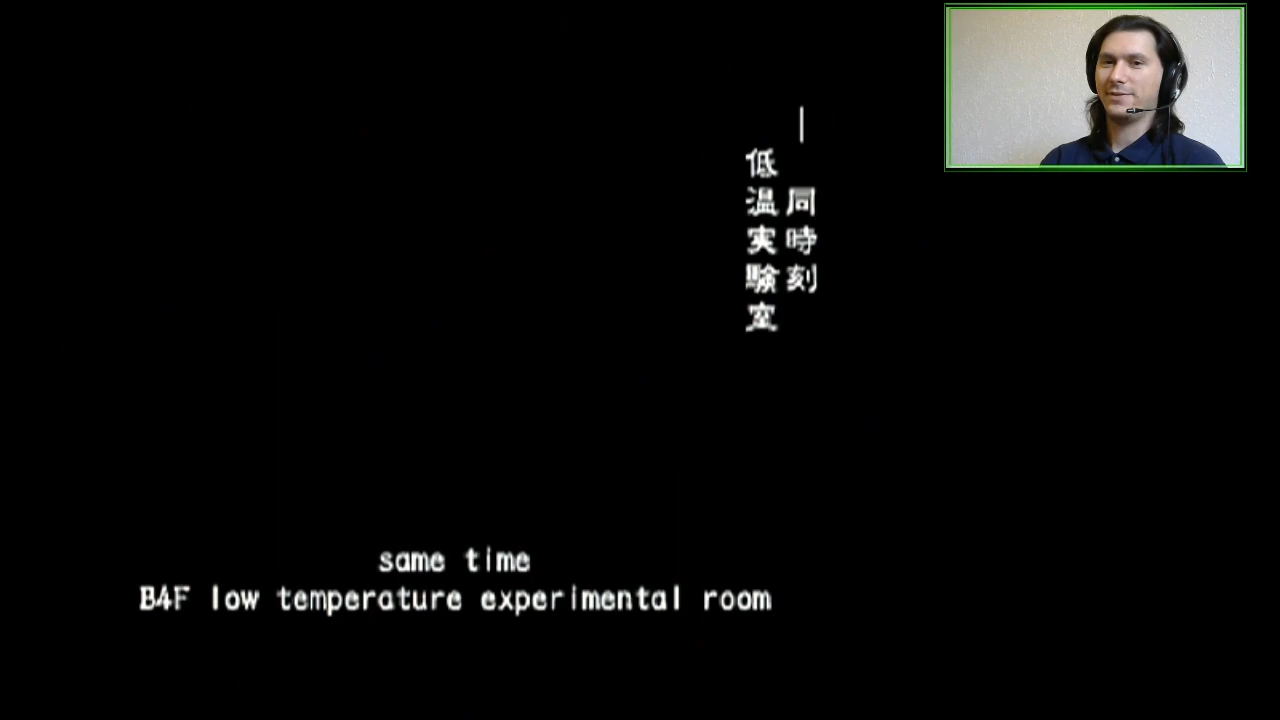 ―同時刻
低温実験室
same time
B4F low temperature experimental room